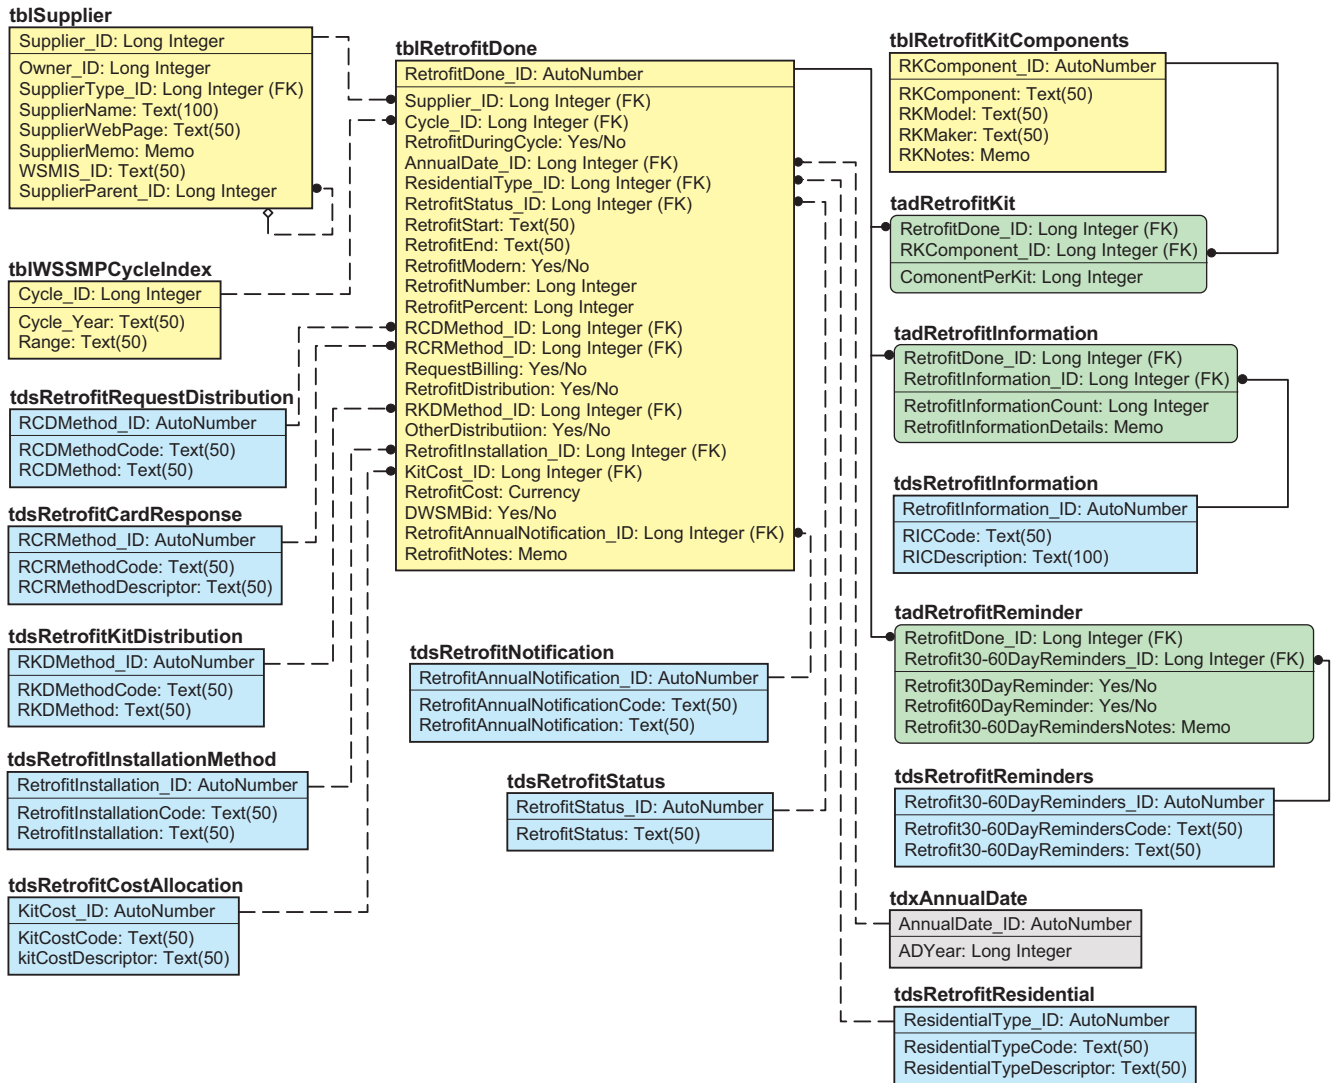 tblSupplier
Supplier_ID: Long Integer
Owner_ID: Long Integer
SupplierType_ID: Long Integer (FK)
SupplierName: Text(100)
SupplierWebPage: Text(50)
SupplierMemo: Memo
WSMIS_ID: Text(50)
SupplierParent_ID: Long Integer
tblWSSMPCycleIndex
Cycle_ID: Long Integer
Cycle_Year: Text(50)
Range: Text(50)
tdsRetrofitRequestDistribution
RCDMethod_ID: AutoNumber
RCDMethodCode: Text(50)
RCDMethod: Text(50)
tdsRetrofitCardResponse
RCRMethod_ID: AutoNumber
RCRMethodCode: Text(50)
RCRMethodDescriptor: Text(50)
tdsRetrofitKitDistribution
RKDMethod_ID: AutoNumber
RKDMethodCode: Text(50)
RKDMethod: Text(50)
tdsRetrofitInstallationMethod
RetrofitInstallation_ID: AutoNumber
RetrofitInstallationCode: Text(50)
RetrofitInstallation: Text(50)
tdsRetrofitCostAllocation
KitCost_ID: AutoNumber
KitCostCode: Text(50)
kitCostDescriptor: Text(50)
tblRetrofitDone
RetrofitDone_ID: AutoNumber
Supplier_ID: Long Integer (FK)
Cycle_ID: Long Integer (FK)
RetrofitDuringCycle: Yes/No
AnnualDate_ID: Long Integer (FK)
ResidentialType_ID: Long Integer (FK)
RetrofitStatus_ID: Long Integer (FK)
RetrofitStart: Text(50)
RetrofitEnd: Text(50)
RetrofitModern: Yes/No
RetrofitNumber: Long Integer
RetrofitPercent: Long Integer
RCDMethod_ID: Long Integer (FK)
RCRMethod_ID: Long Integer (FK)
RequestBilling: Yes/No
RetrofitDistribution: Yes/No
RKDMethod_ID: Long Integer (FK)
OtherDistributiion: Yes/No
RetrofitInstallation_ID: Long Integer (FK)
KitCost_ID: Long Integer (FK)
RetrofitCost: Currency
DWSMBid: Yes/No
RetrofitAnnualNotification_ID: Long Integer (FK)
RetrofitNotes: Memo
tdsRetrofitNotification
RetrofitAnnualNotification_ID: AutoNumber
RetrofitAnnualNotificationCode: Text(50)
RetrofitAnnualNotification: Text(50)
tdsRetrofitStatus
RetrofitStatus_ID: AutoNumber
RetrofitStatus: Text(50)
tblRetrofitKitComponents
RKComponent_ID: AutoNumber
RKComponent: Text(50)
RKModel: Text(50)
RKMaker: Text(50)
RKNotes: Memo
tadRetrofitKit
RetrofitDone_ID: Long Integer (FK)
RKComponent_ID: Long Integer (FK)
ComonentPerKit: Long Integer
tadRetrofitInformation
RetrofitDone_ID: Long Integer (FK)
RetrofitInformation_ID: Long Integer (FK)
RetrofitInformationCount: Long Integer
RetrofitInformationDetails: Memo
tdsRetrofitInformation
RetrofitInformation_ID: AutoNumber
RICCode: Text(50)
RICDescription: Text(100)
tadRetrofitReminder
RetrofitDone_ID: Long Integer (FK)
Retrofit30-60DayReminders_ID: Long Integer (FK)
Retrofit30DayReminder: Yes/No
Retrofit60DayReminder: Yes/No
Retrofit30-60DayRemindersNotes: Memo
tdsRetrofitReminders
Retrofit30-60DayReminders_ID: AutoNumber
Retrofit30-60DayRemindersCode: Text(50)
Retrofit30-60DayReminders: Text(50)
tdxAnnualDate
AnnualDate_ID: AutoNumber
ADYear: Long Integer
tdsRetrofitResidential
ResidentialType_ID: AutoNumber
ResidentialTypeCode: Text(50)
ResidentialTypeDescriptor: Text(50)